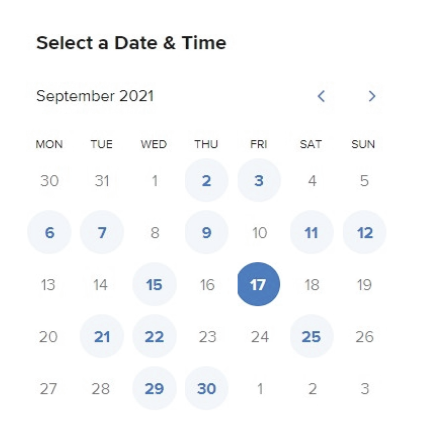 Select a Date & Time
September 2021
MON TUE WED THU FRI SAT SUN
30 31 1 2 3 4 5
6 7 8 9 10 11 12
13 14 15 16 17 18 19
20 21 22 23 24 25 26
27 28 29 30 1 2 3